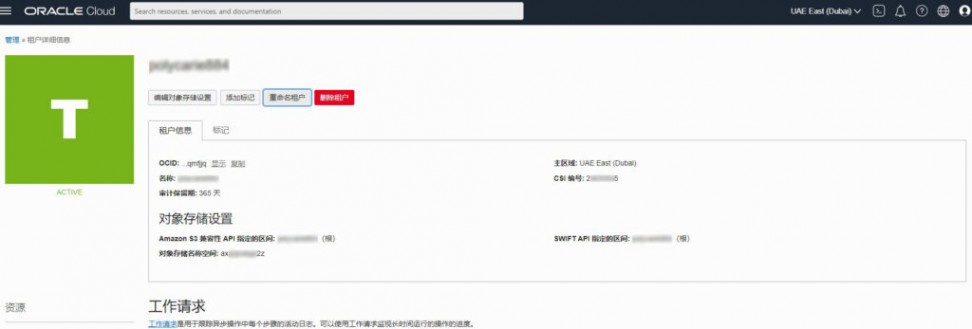 ORACLE Cloud
Search resources, services, and documentation
UAE East (Dubai)
管理 » 租户详细信息
T
ACTIVE
编辑对象存储设置 添加标记 重命名租户 删除租户
租户信息 标记
OCID: ...qmfjjq 显示 复制
主区域: UAE East (Dubai)
名称:
CSI 编号: 2 5
审计保留期: 365 天
对象存储设置
Amazon S3 兼容性 API 指定的区间: (根)
SWIFT API 指定的区间: (根)
对象存储名称空间: ax 2z
资源
工作请求
工作请求是用于跟踪异步操作中每个步骤的活动日志。可以使用工作请求监视长时间运行的操作的进度。